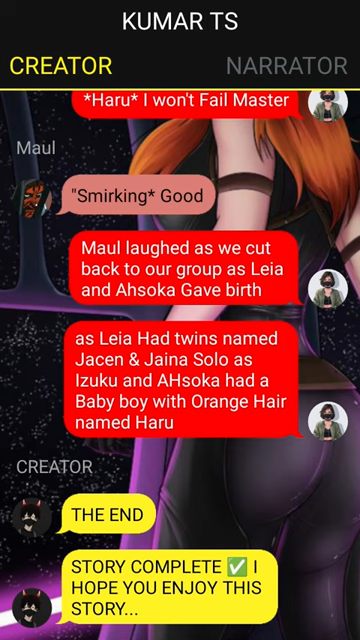 KUMAR TS
CREATOR
NARRATOR
*Haru* I won't Fail Master
Maul
"Smirking* Good
Maul laughed as we cut
back to our group as Leia
and Ahsoka Gave birth
as Leia Had twins named
Jacen & Jaina Solo as
Izuku and AHsoka had a
Baby boy with Orange Hair
named Haru
CREATOR
THE END
STORY COMPLETE ✅ I
HOPE YOU ENJOY THIS
STORY...